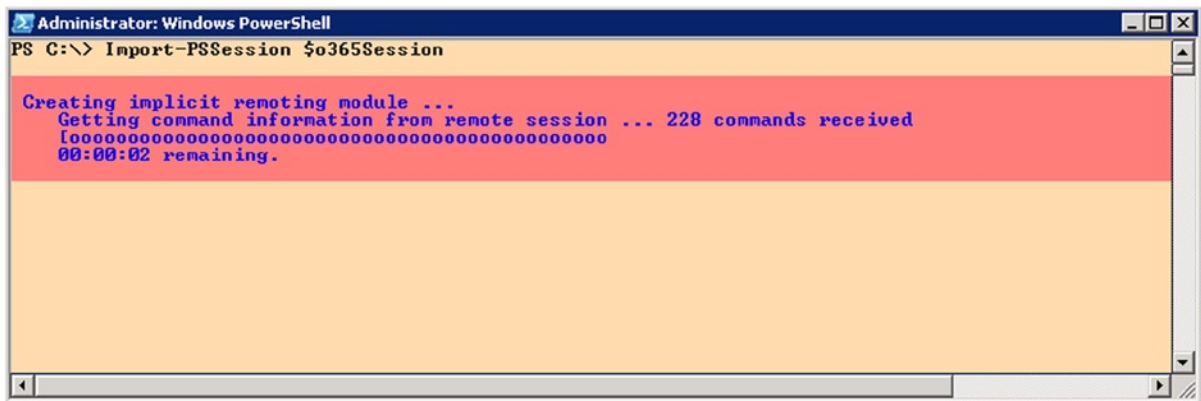 Administrator: Windows PowerShell
PS C:\> Import-PSSession $o365Session
Creating implicit remoting module ...
Getting command information from remote session ... 228 commands received
[ooooooooooooooooooooooooooooooooooooooooooooo
00:00:02 remaining.